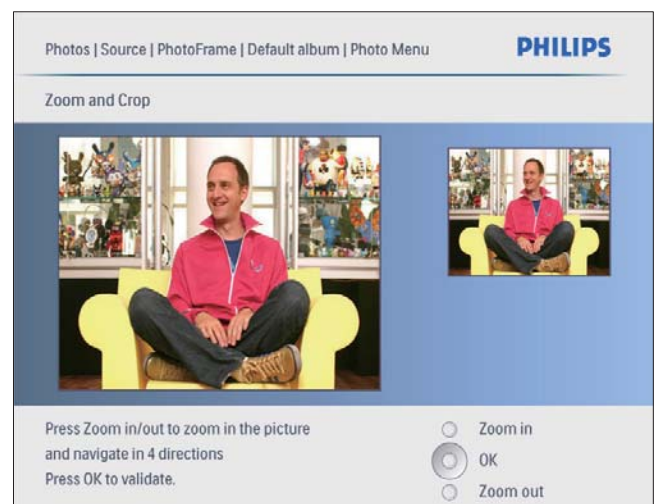 Photos | Source | PhotoFrame | Default album | Photo Menu
PHILIPS
Zoom and Crop
Press Zoom in/out to zoom in the picture
and navigate in 4 directions
Press OK to validate.
Zoom in
OK
Zoom out